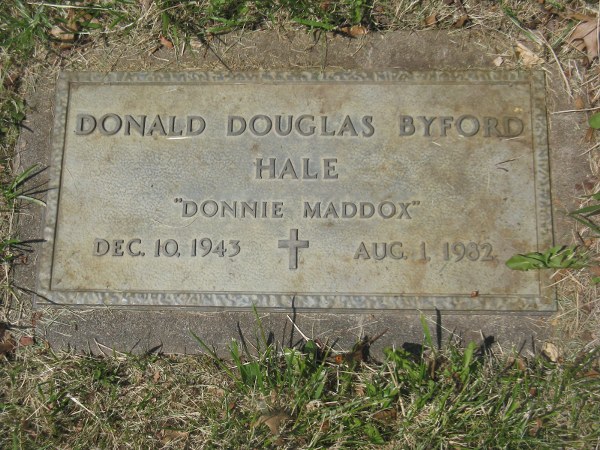 DONALD DOUGLAS BYFORD
HALE
"DONNIE MADDOX"
DEC. 10, 1943 AUG. 1, 1982